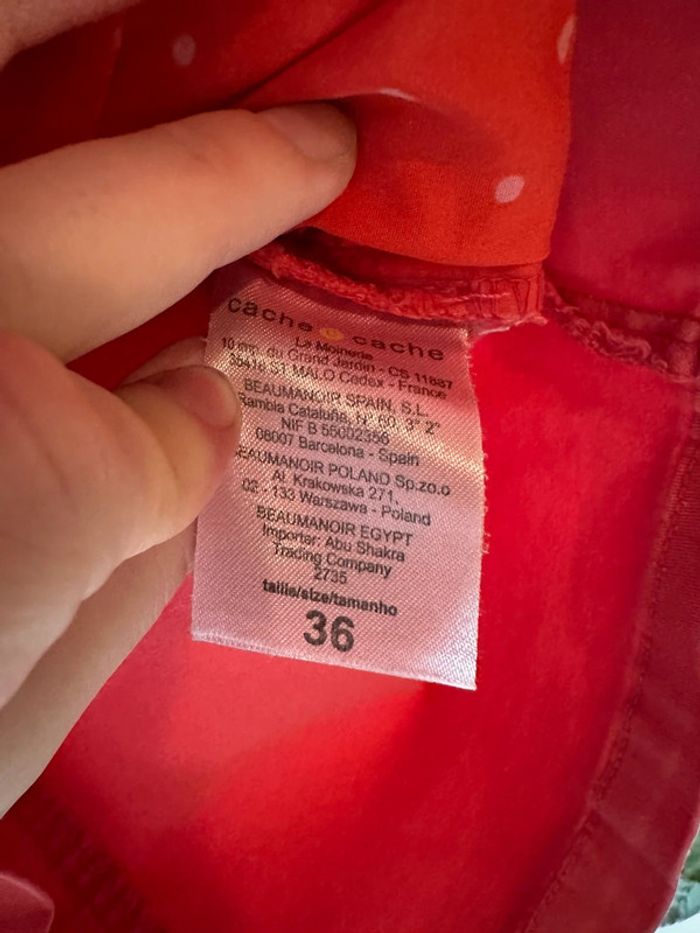 cache cache
La Moinerie
10 imp. du Grand Jardin - CS 11887
35418 ST MALO Cedex - France
BEAUMANOIR SPAIN, S.L.
Rambla Cataluña, N° 60, 3° 2°
NIF B 55002356
08007 Barcelona - Spain
EAUMANOIR POLAND Sp.zo.o
Al. Krakowska 271,
02 - 133 Warszawa - Poland
BEAUMANOIR EGYPT
Importer: Abu Shakra
Trading Company
2735
taille/size/tamanho
36